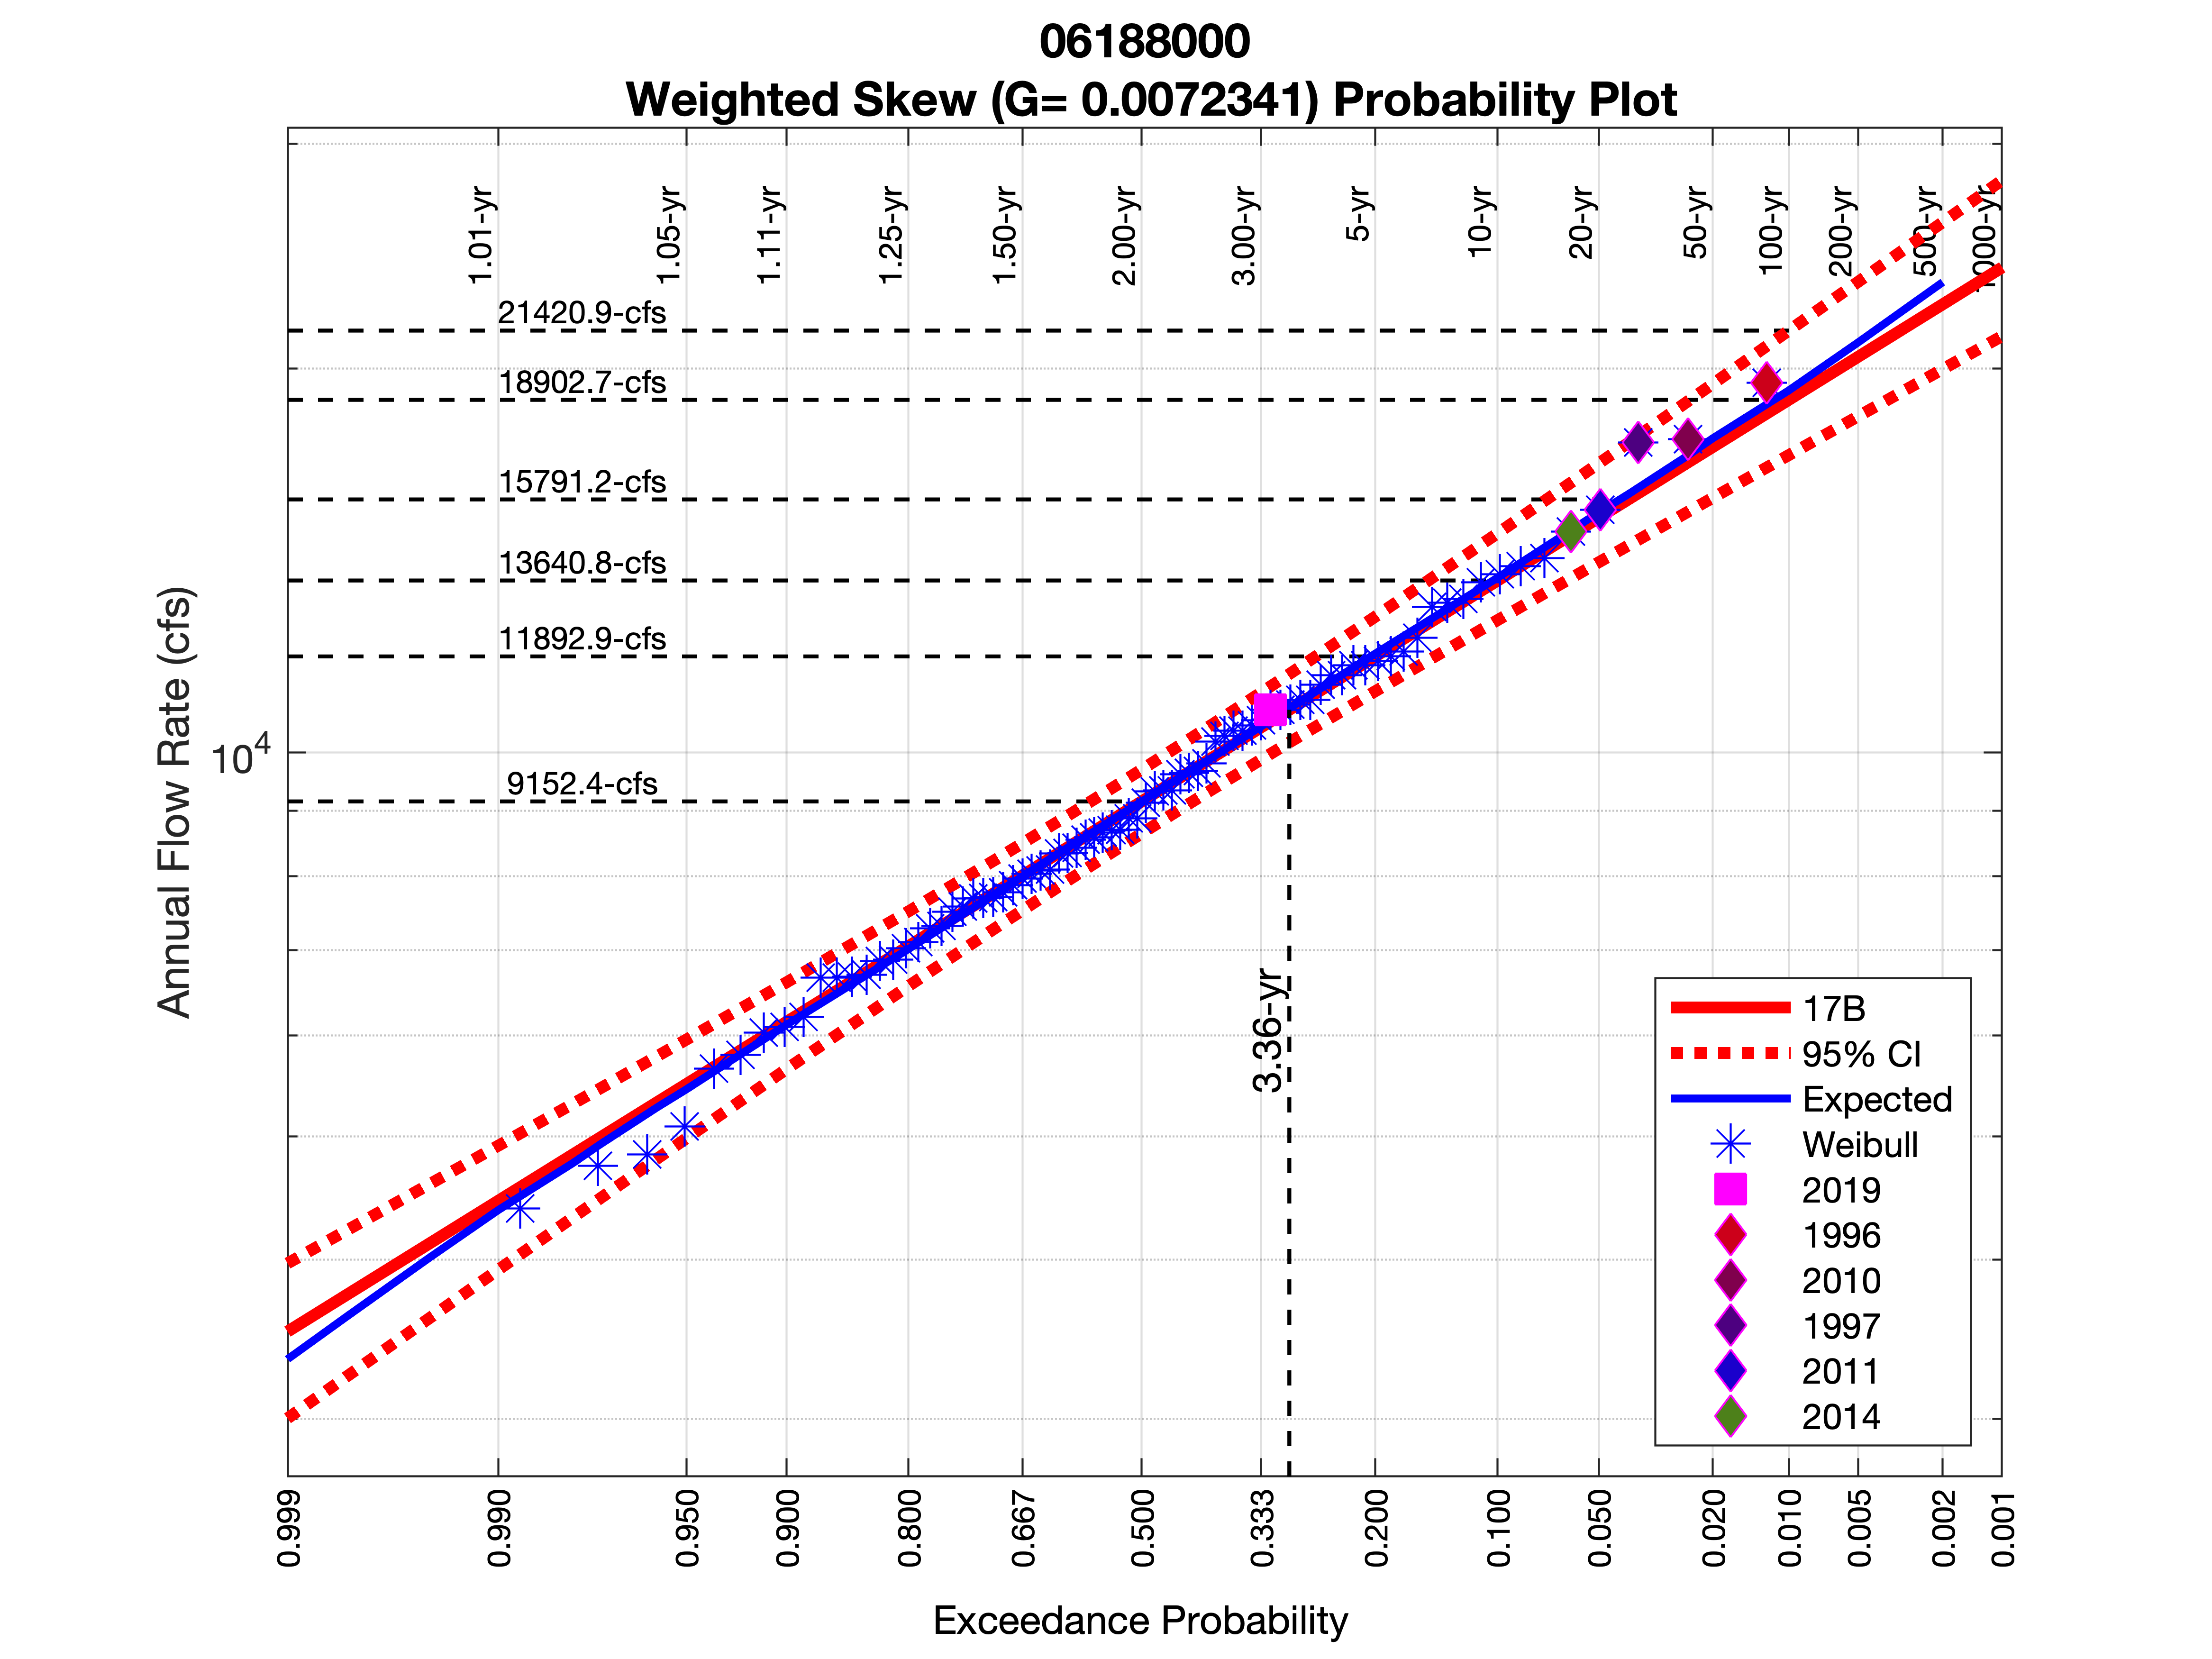 06188000
Weighted Skew (G= 0.0072341) Probability Plot
1.01-yr
1.05-yr
1.11-yr
1.25-yr
1.50-yr
2.00-yr
3.00-yr
5-yr
10-yr
20-yr
50-yr
100-yr
200-yr
500-yr
1000-yr
21420.9-cfs
18902.7-cfs
15791.2-cfs
13640.8-cfs
11892.9-cfs
9152.4-cfs
10^4
Annual Flow Rate (cfs)
3.36-yr
17B
95% CI
Expected
Weibull
2019
1996
2010
1997
2011
2014
0.999
0.990
0.950
0.900
0.800
0.667
0.500
0.333
0.200
0.100
0.050
0.020
0.010
0.005
0.002
0.001
Exceedance Probability